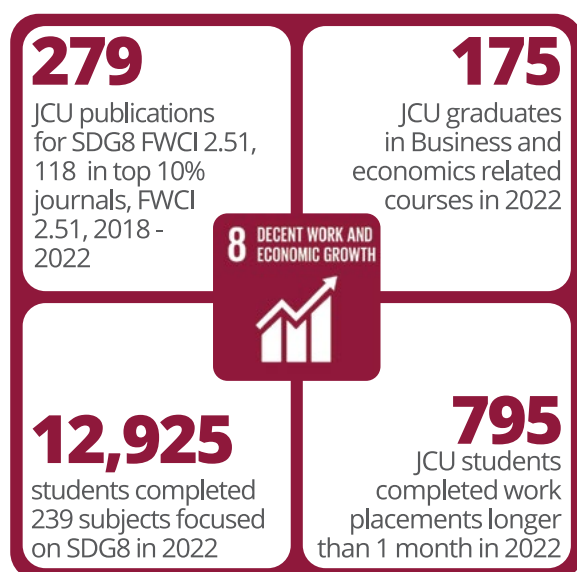 279
JCU publications
for SDG8 FWCI 2.51,
118 in top 10%
journals, FWCI
2.51, 2018 -
2022
175
JCU graduates
in Business and
economics related
courses in 2022
8 DECENT WORK AND
ECONOMIC GROWTH
12,925
students completed
239 subjects focused
on SDG8 in 2022
795
JCU students
completed work
placements longer
than 1 month in 2022